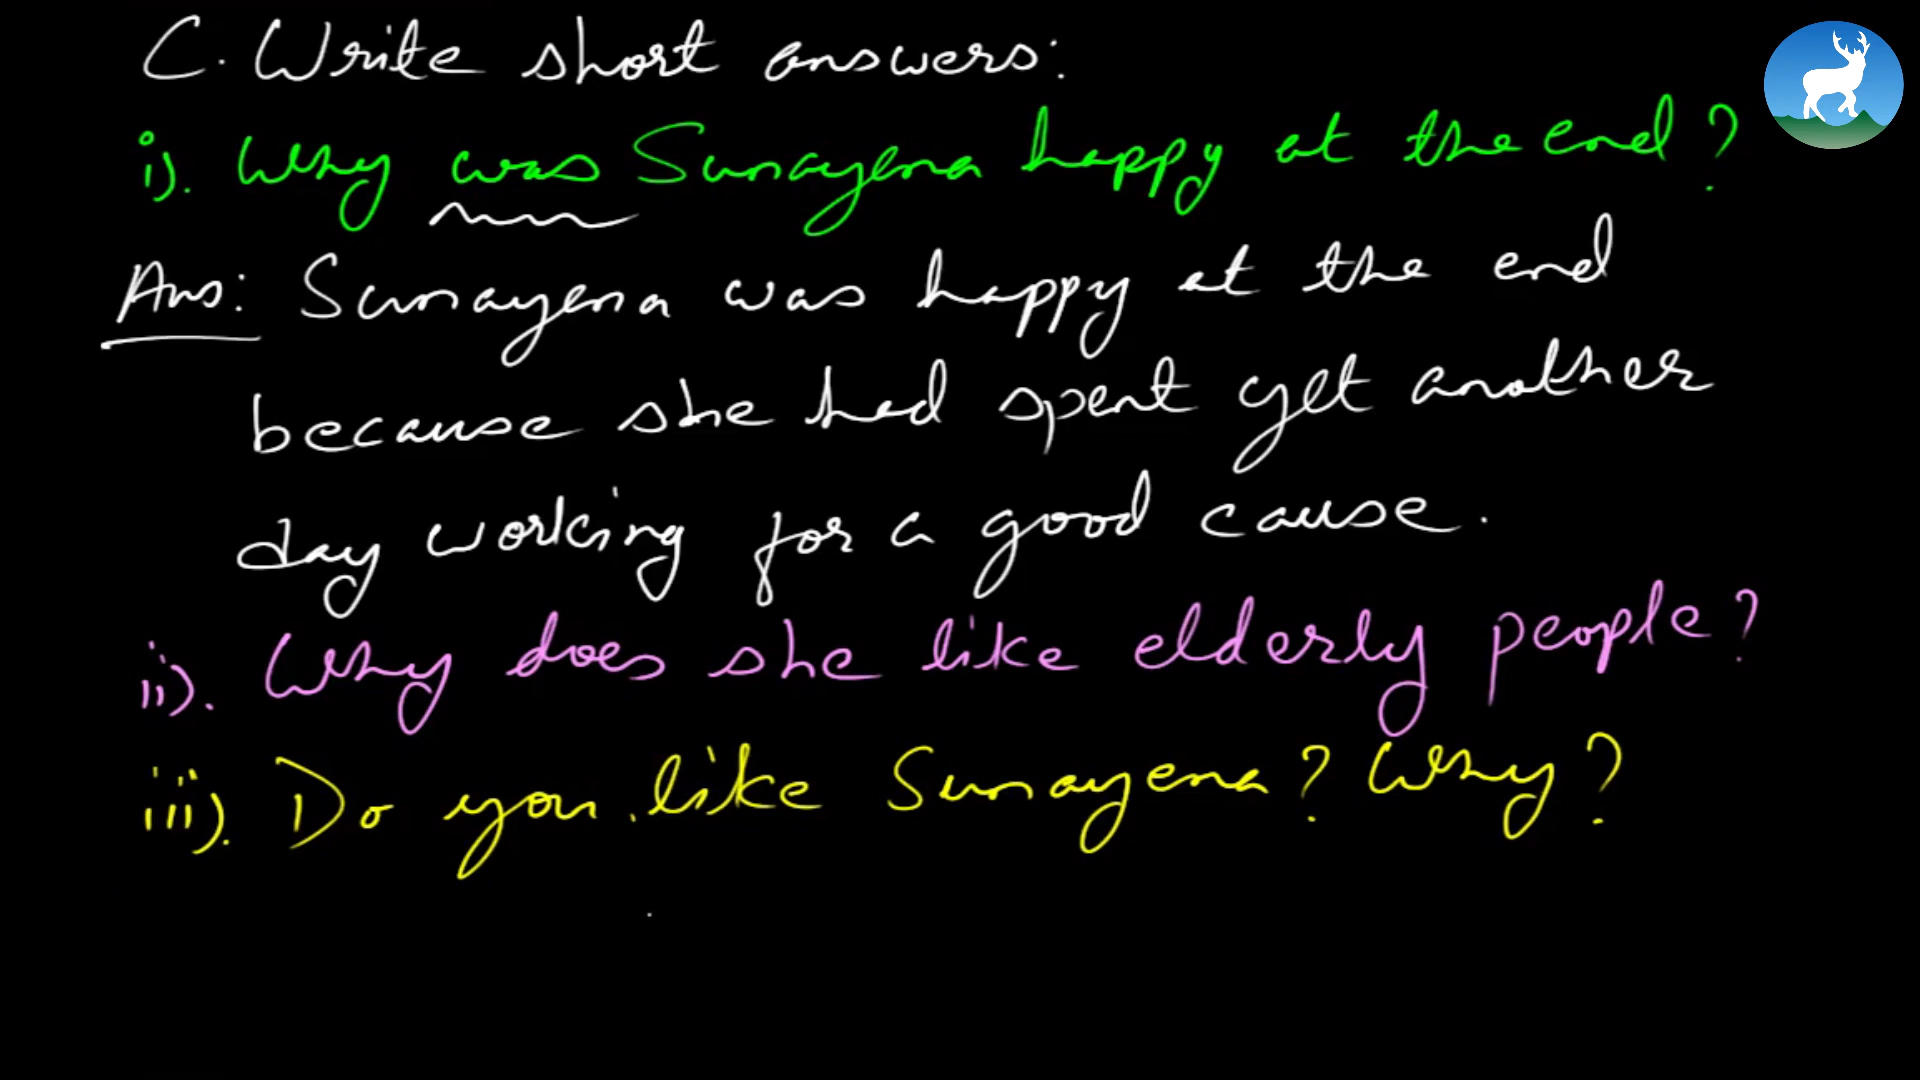 C. Write short answers:
i). Why was Sunayena happy at the end?
Ans: Sunayena was happy at the end
because she had spent yet another
day working for a good cause.
ii). Why does she like elderly people?
iii). Do you like Sunayena? Why?